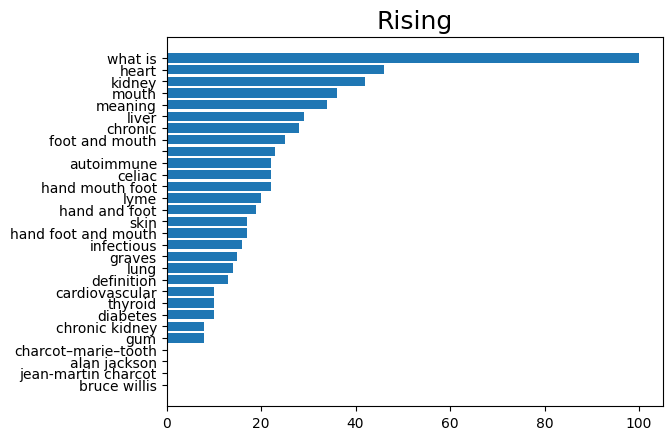 Rising
what is
heart
kidney
mouth
meaning
liver
chronic
foot and mouth
autoimmune
celiac
hand mouth foot
lyme
hand and foot
skin
hand foot and mouth
infectious
graves
lung
definition
cardiovascular
thyroid
diabetes
chronic kidney
gum
charcot–marie–tooth
alan jackson
jean-martin charcot
bruce willis
0 20 40 60 80 100